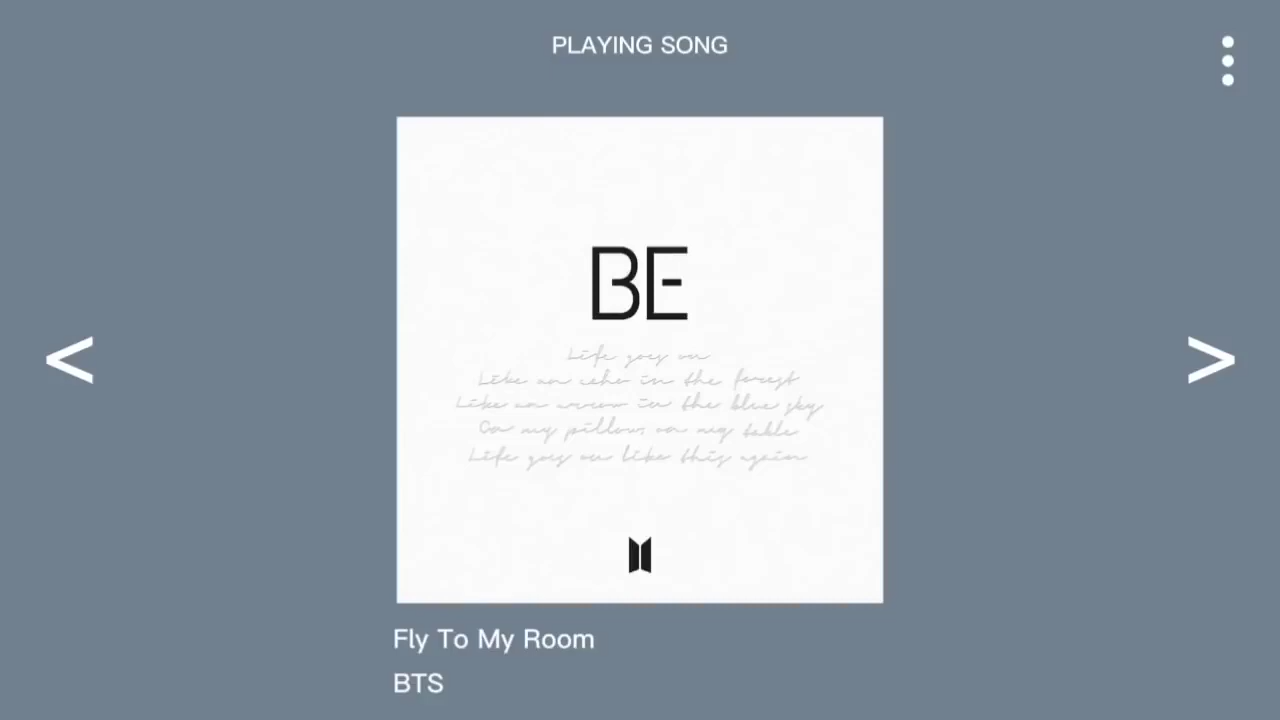 PLAYING SONG
BE
Life goes on
Like an echo in the forest
Like an arrow in the blue sky
On my pillow, on my table
Life goes on like this again
<
>
Fly To My Room
BTS